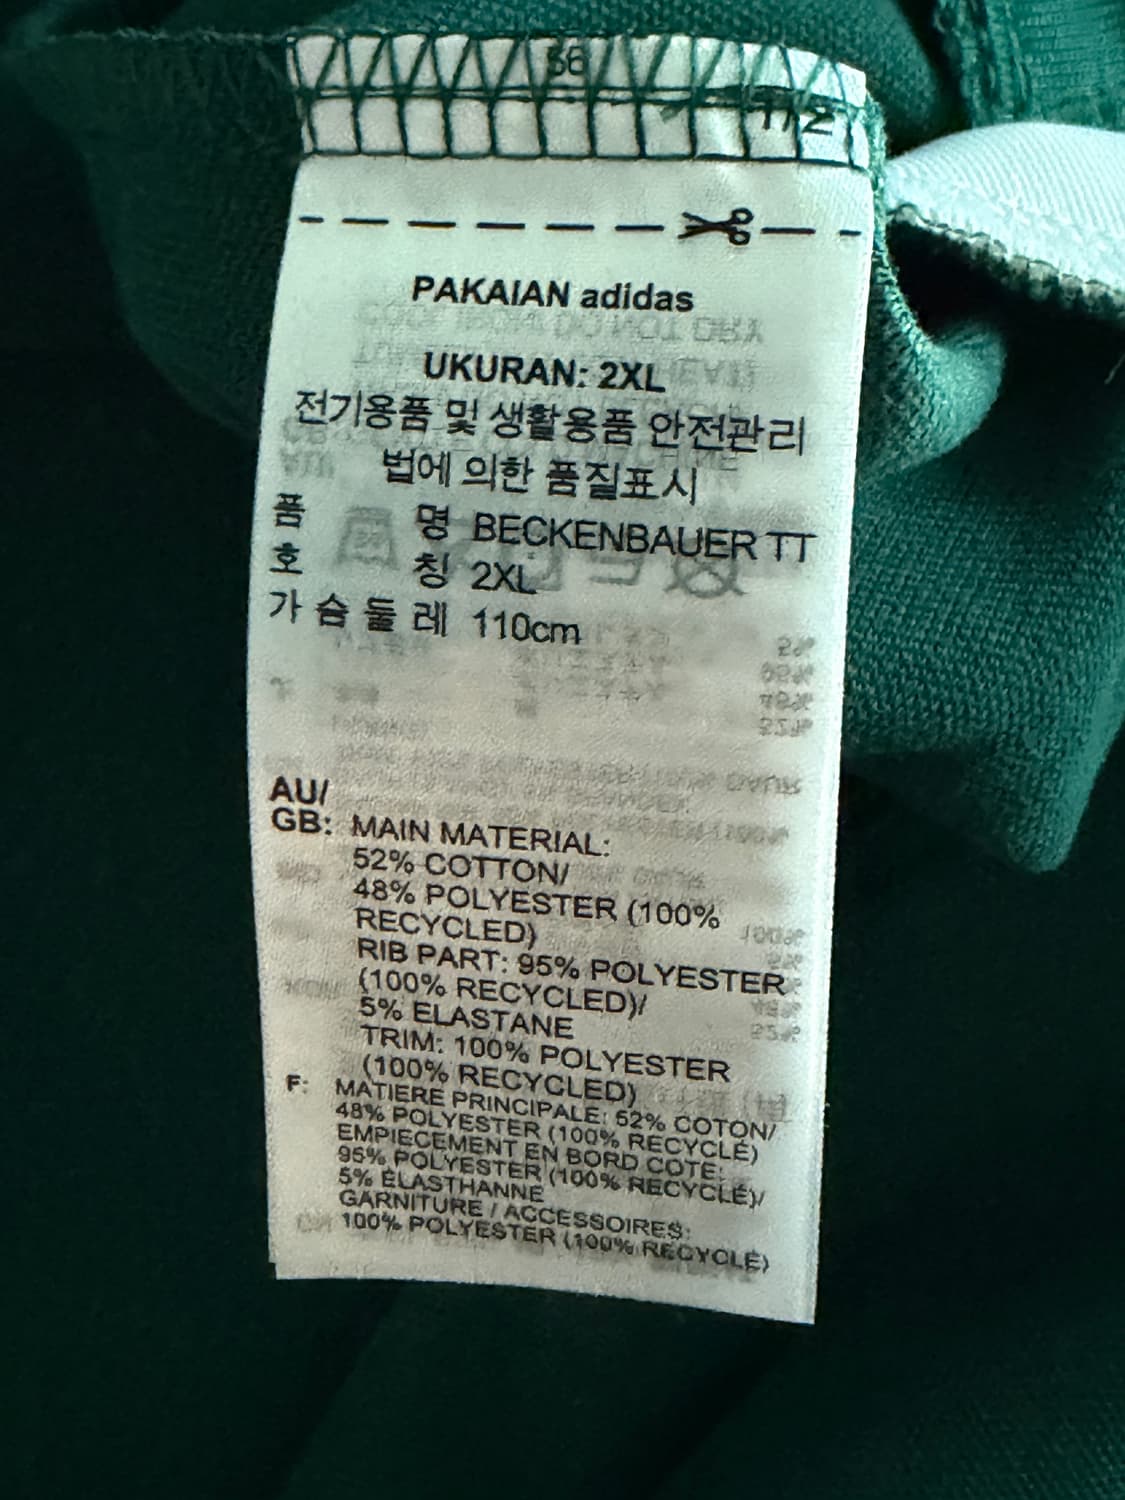 56
1/2
PAKAIAN adidas
UKURAN: 2XL
전기용품 및 생활용품 안전관리
법에 의한 품질표시
품 명 BECKENBAUER TT
호 칭 2XL
가 슴 둘 레 110cm
AU/
GB: MAIN MATERIAL:
52% COTTON/
48% POLYESTER (100%
RECYCLED)
RIB PART: 95% POLYESTER
(100% RECYCLED)/
5% ELASTANE
TRIM: 100% POLYESTER
(100% RECYCLED)
F: MATIERE PRINCIPALE: 52% COTON/
48% POLYESTER (100% RECYCLÉ)
EMPIECEMENT EN BORD COTE:
95% POLYESTER (100% RECYCLÉ)/
5% ÉLASTHANNE
GARNITURE / ACCESSOIRES:
100% POLYESTER (100% RECYCLÉ)